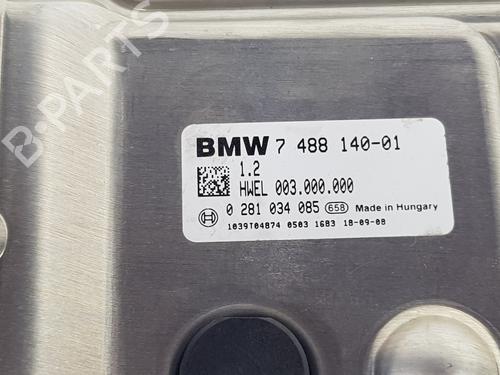 B-PARTS
BMW 7 488 140-01
1.2
HWEL 003.000.000
0 281 034 085 658 Made in Hungary
1039T04874 0503 1683 18-09-08